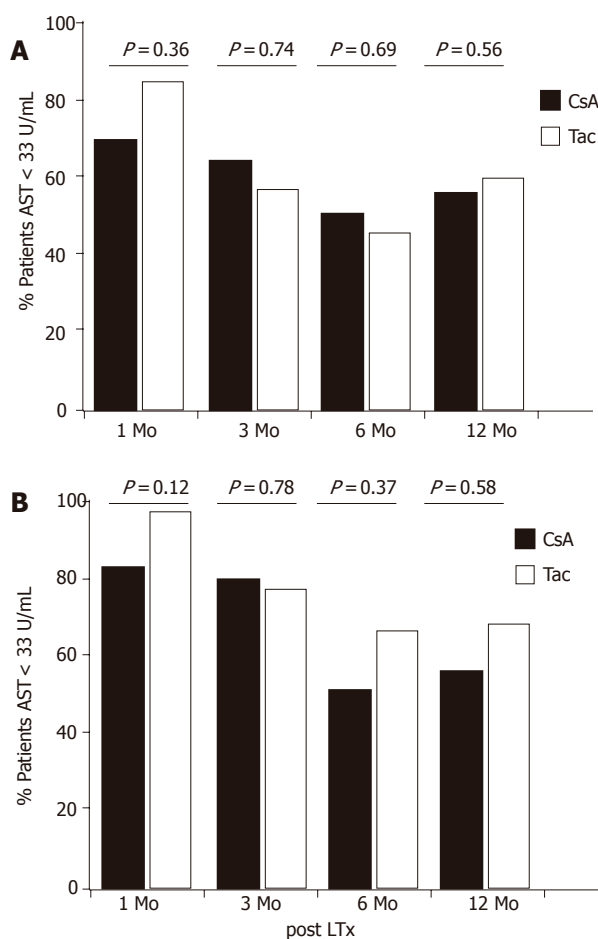 A
P = 0.36 P = 0.74 P = 0.69 P = 0.56
CsA
Tac
% Patients AST < 33 U/mL
100
80
60
40
20
0
1 Mo 3 Mo 6 Mo 12 Mo
B
P = 0.12 P = 0.78 P = 0.37 P = 0.58
CsA
Tac
% Patients AST < 33 U/mL
100
80
60
40
20
0
1 Mo 3 Mo 6 Mo 12 Mo
post LTx